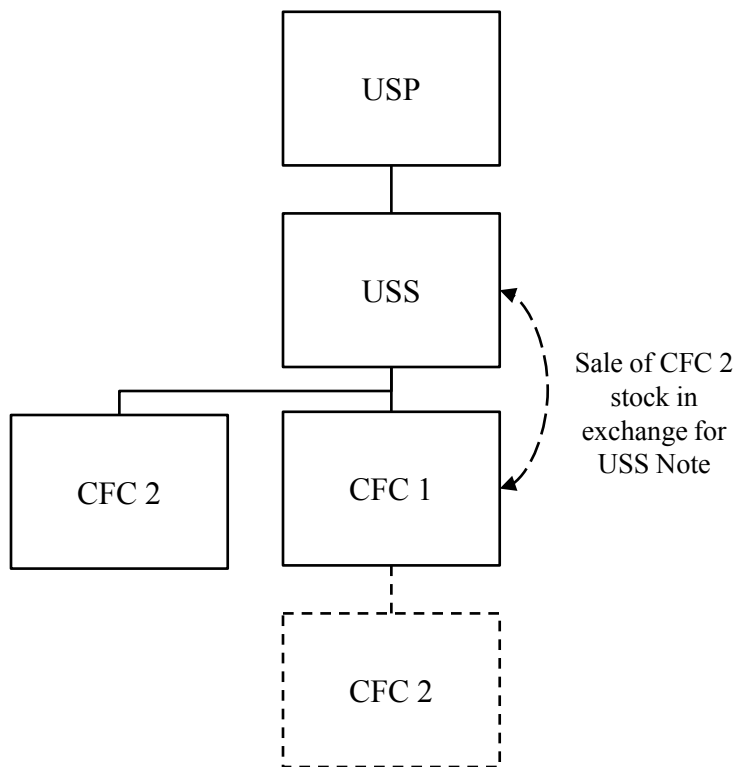 USP
USS
Sale of CFC 2
stock in
exchange for
USS Note
CFC 2
CFC 1
CFC 2